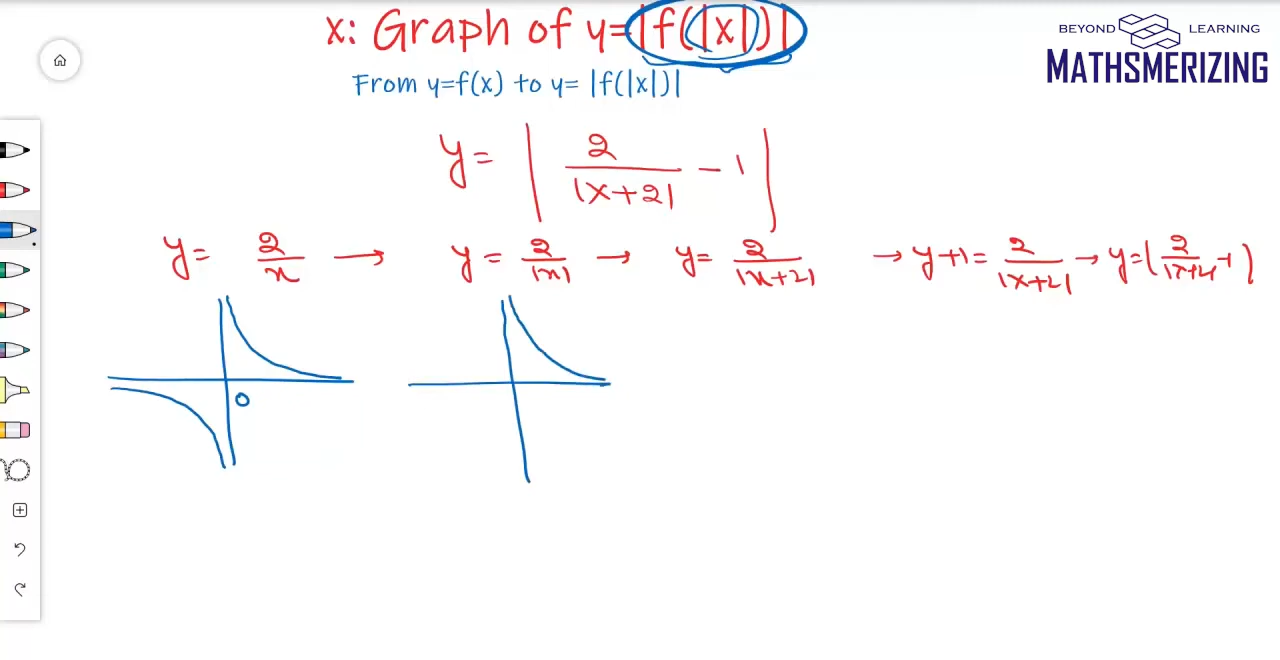 x: Graph of y=|f(|x|)|
BEYOND LEARNING
MATHSMERIZING
From y=f(x) to y= |f(|x|)|
y= | 2/|x+2| - 1 |
y= 2/x → y= 2/|x| → y= 2/|x+2| → y+1= 2/|x+2| → y=| 2/|x+2| -1 |
0